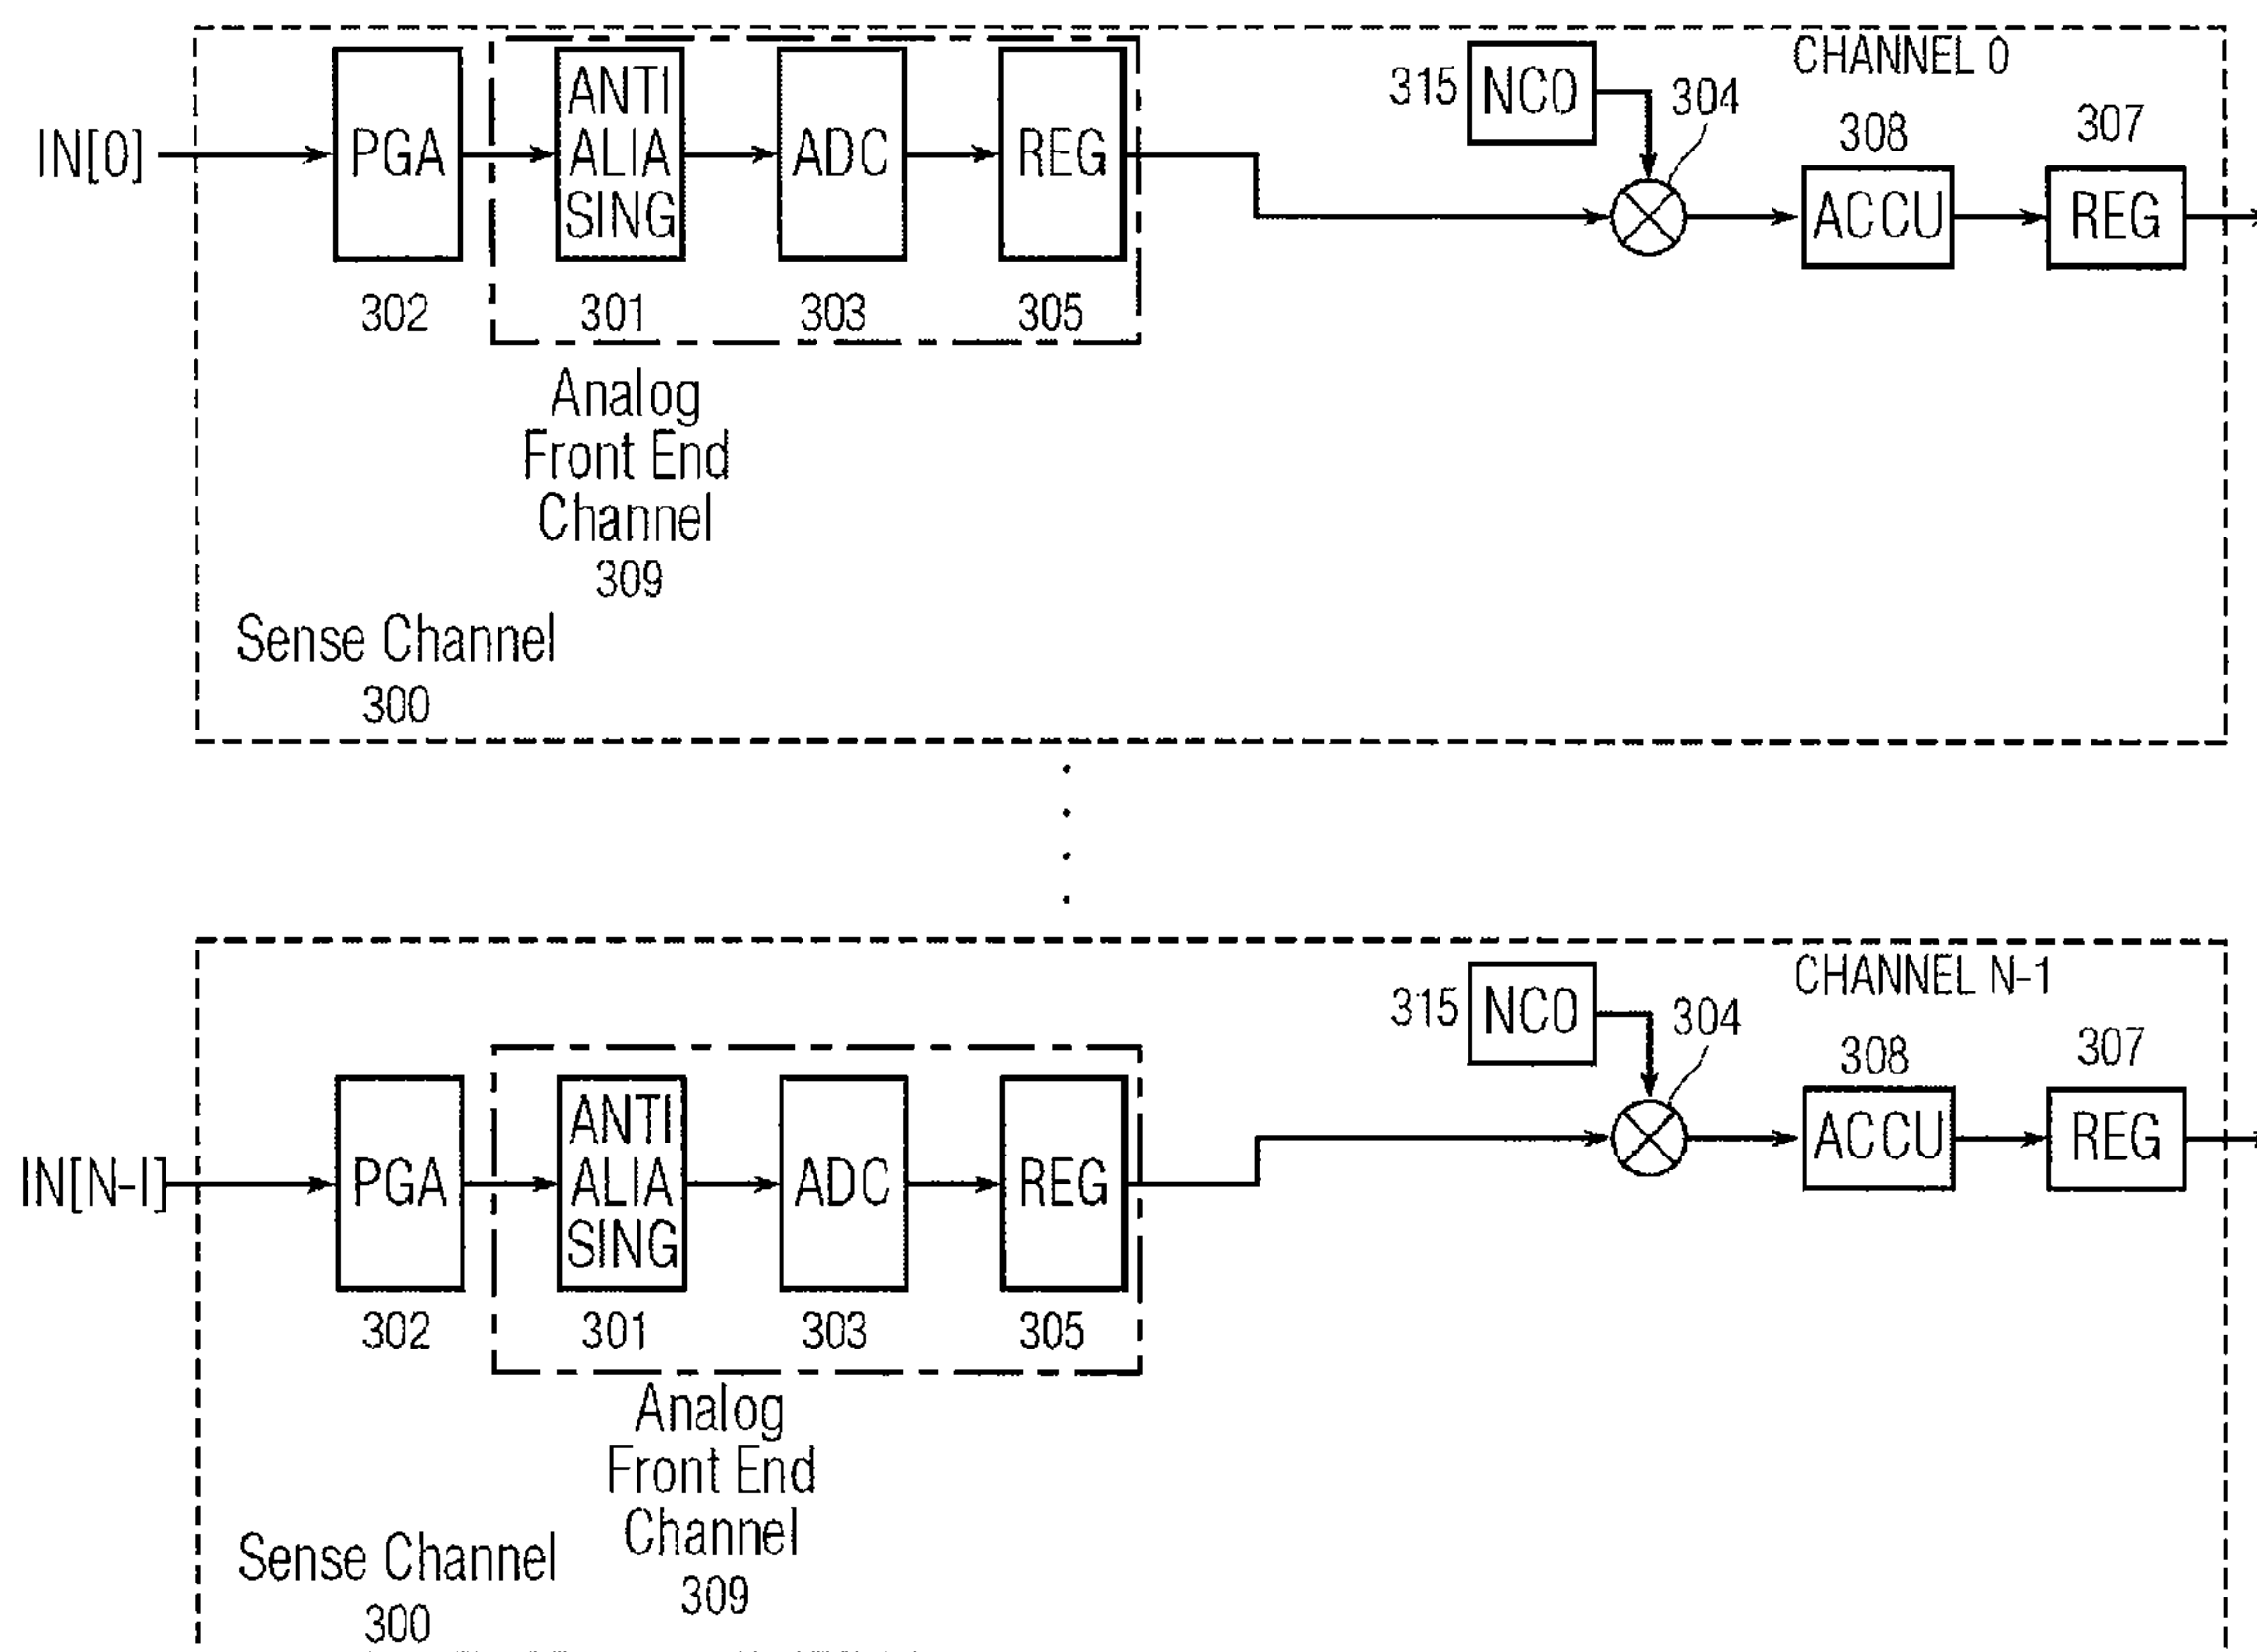 CHANNEL 0
315
NCO
304
308
307
IN[0]
PGA
ANTI
ALIA
SING
ADC
REG
ACCU
REG
302
301
303
305
Analog
Front End
Channel
309
Sense Channel
300
CHANNEL N-1
315
NCO
304
308
307
IN[N-1]
PGA
ANTI
ALIA
SING
ADC
REG
ACCU
REG
302
301
303
305
Analog
Front End
Channel
309
Sense Channel
300